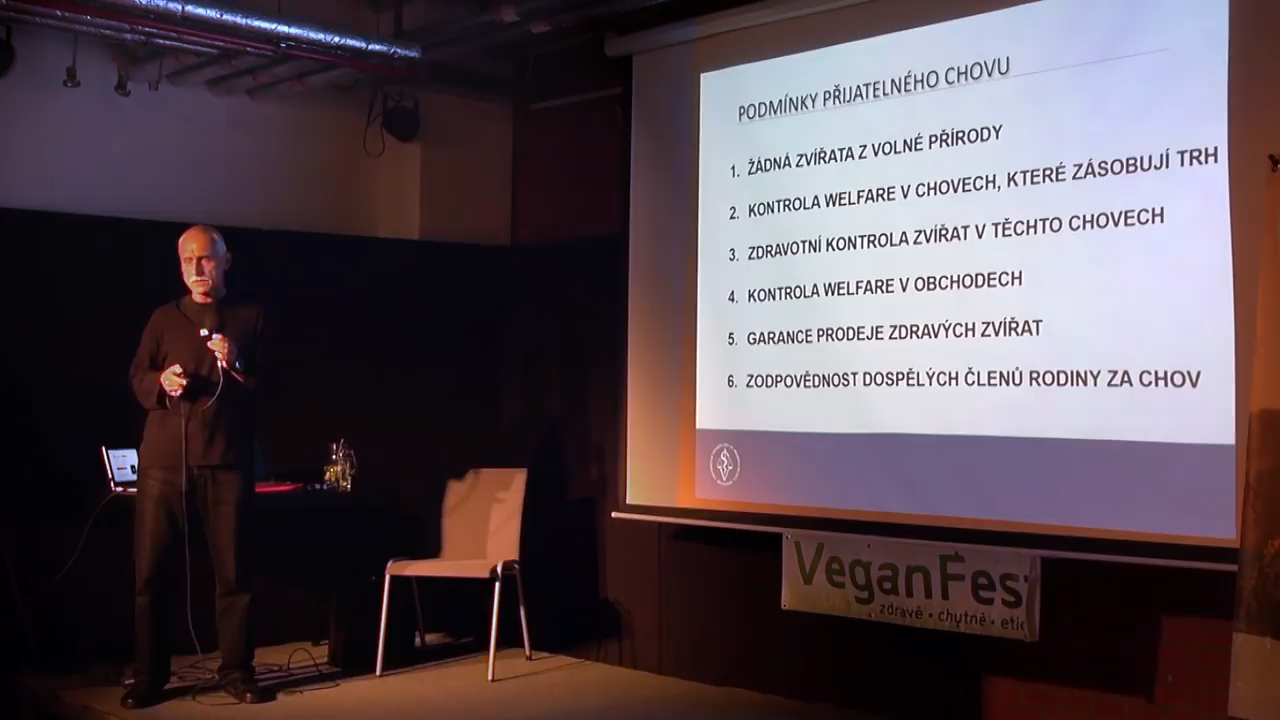 PODMÍNKY PŘIJATELNÉHO CHOVU
1. ŽÁDNÁ ZVÍŘATA Z VOLNÉ PŘÍRODY
2. KONTROLA WELFARE V CHOVECH, KTERÉ ZÁSOBUJÍ TRH
3. ZDRAVOTNÍ KONTROLA ZVÍŘAT V TĚCHTO CHOVECH
4. KONTROLA WELFARE V OBCHODECH
5. GARANCE PRODEJE ZDRAVÝCH ZVÍŘAT
6. ZODPOVĚDNOST DOSPĚLÝCH ČLENŮ RODINY ZA CHOV
VeganFes
zdravě • chutně • etic